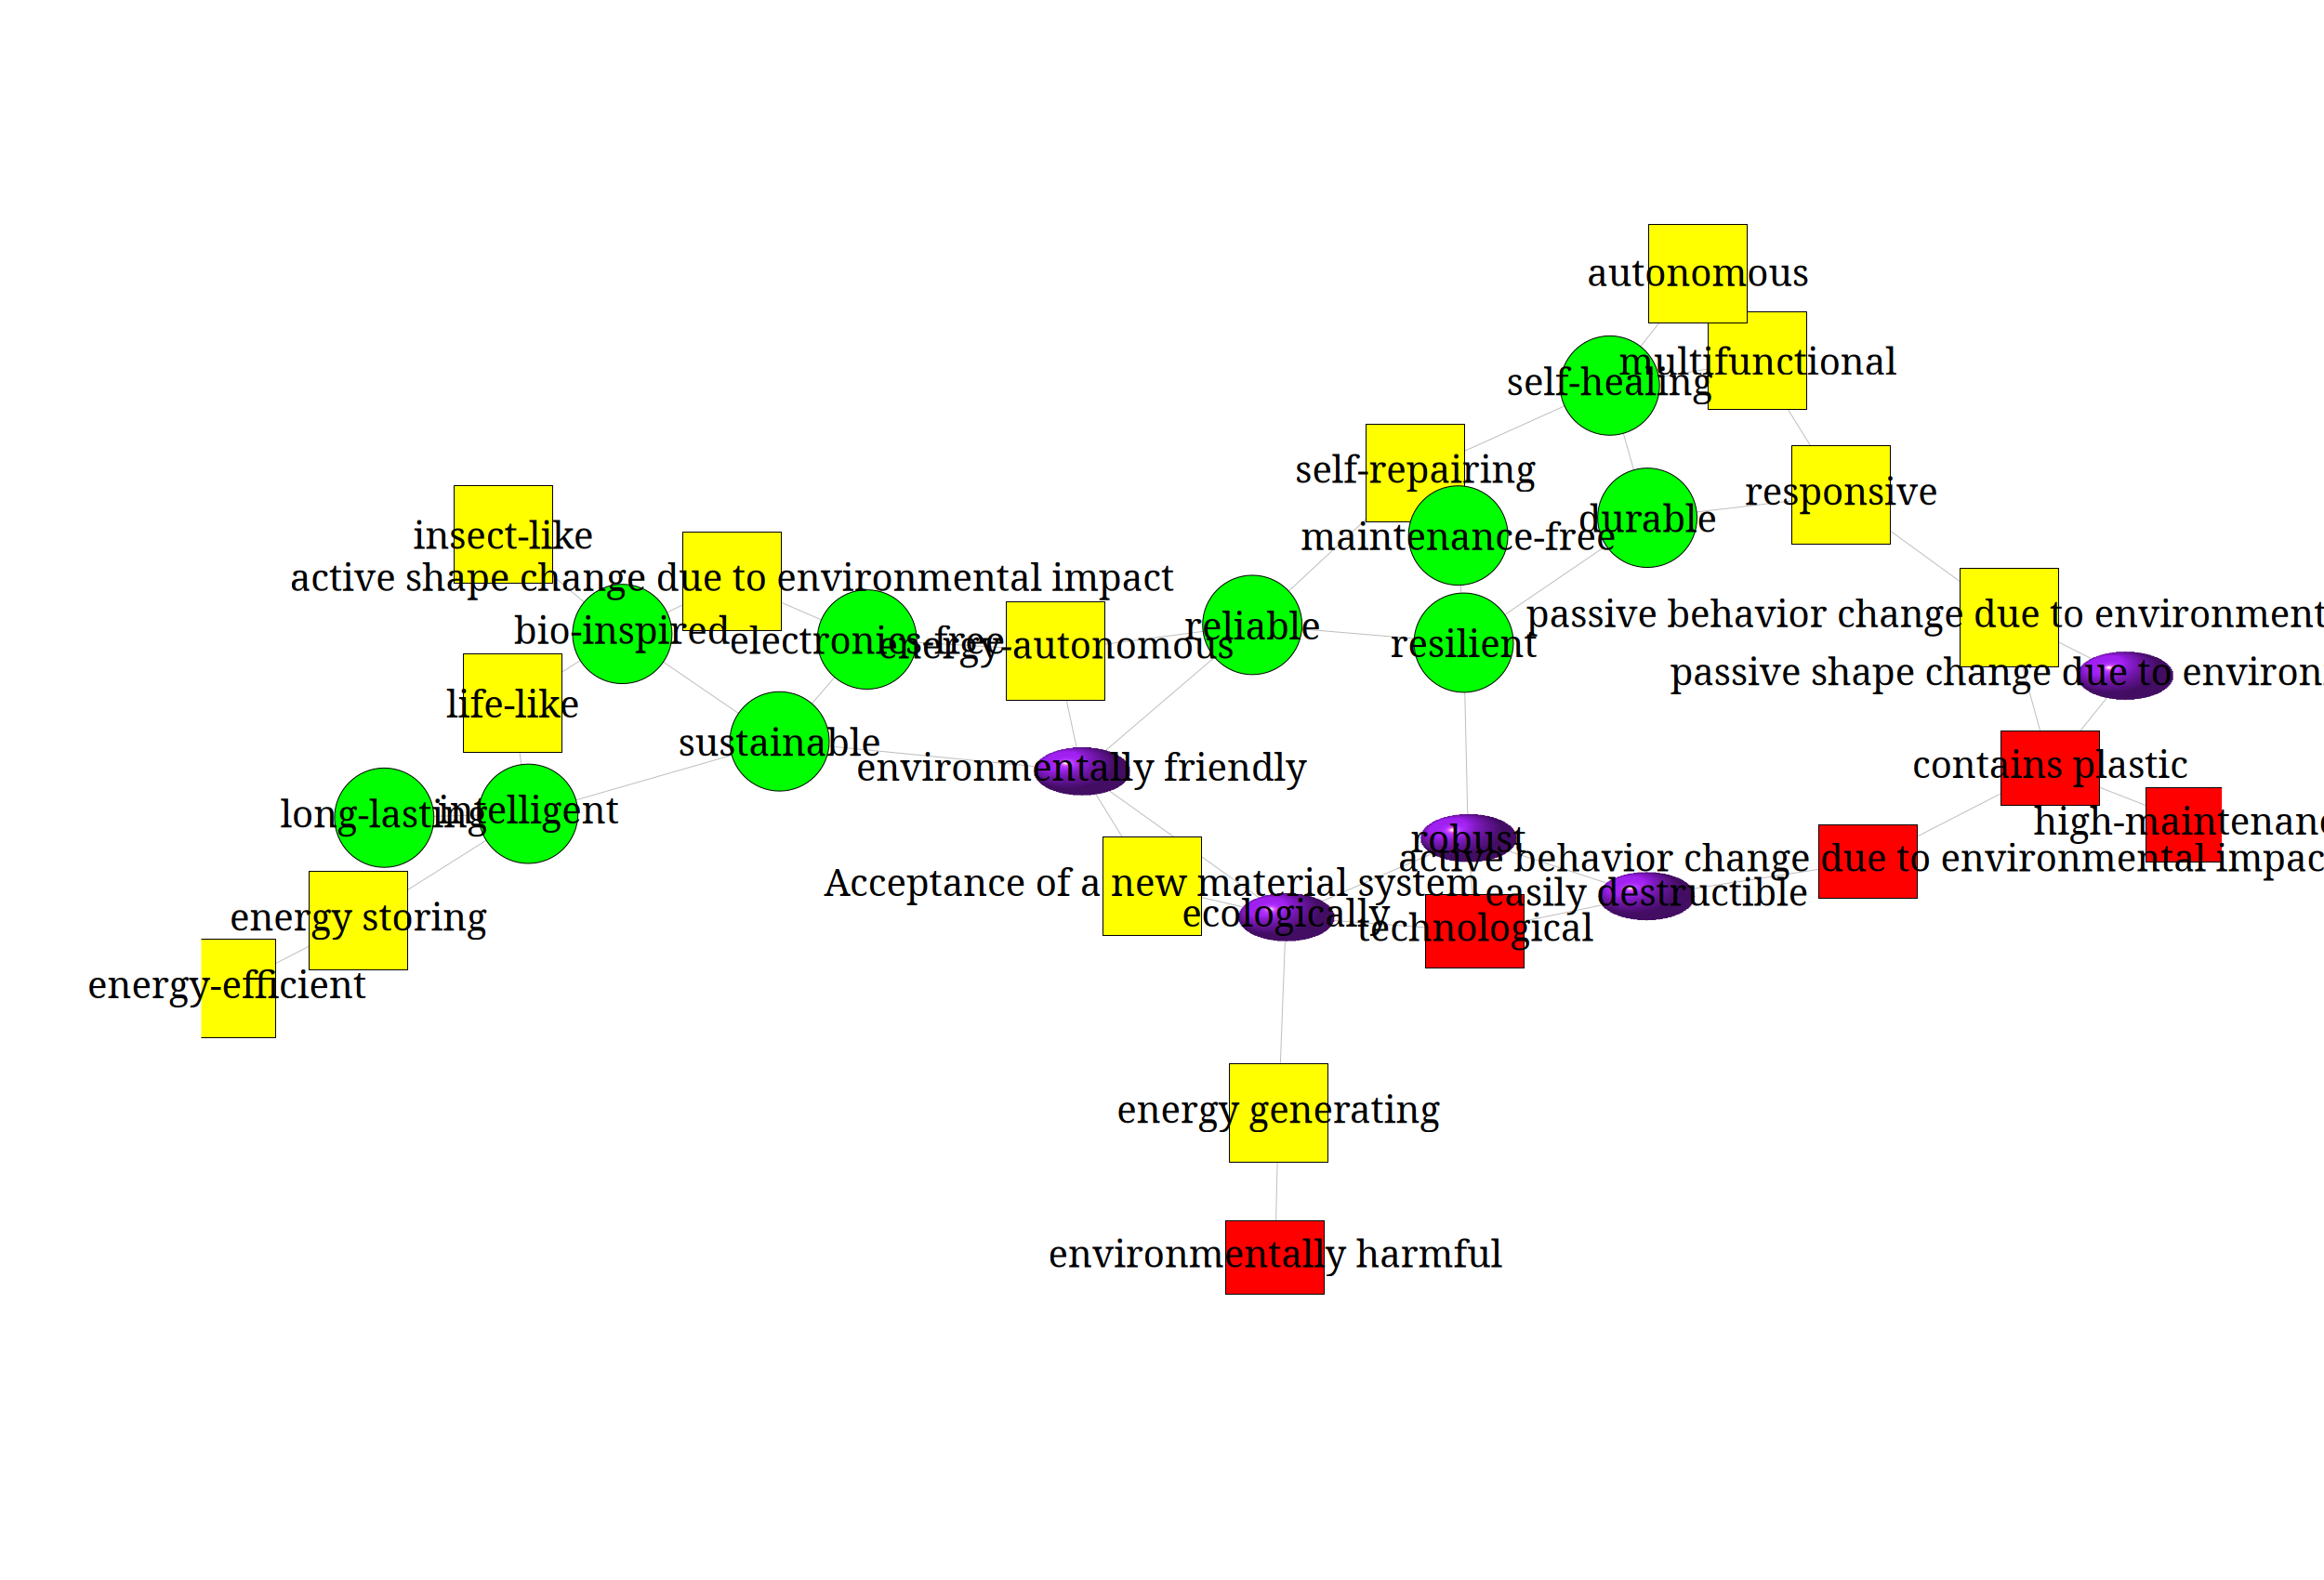 autonomous
multifunctional
self-healing
self-repairing
responsive
durable
insect-like
maintenance-free
active shape change due to environmental impact
passive behavior change due to environment
bio-inspired
electronics-free
energy-autonomous
reliable
resilient
passive shape change due to environ
life-like
sustainable
environmentally friendly
contains plastic
long-lasting
intelligent
high-maintenanc
robust
active behavior change due to environmental impac
Acceptance of a new material system
easily destructible
energy storing
ecologically
technological
energy-efficient
energy generating
environmentally harmful